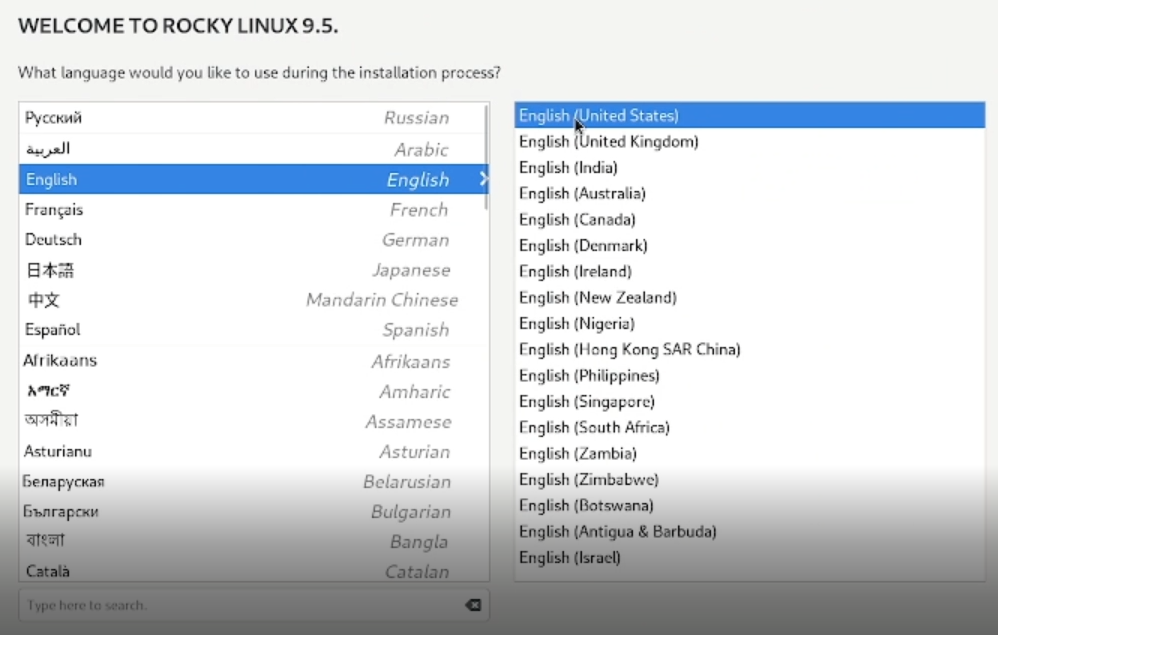 WELCOME TO ROCKY LINUX 9.5.
What language would you like to use during the installation process?
Русский Russian
العربية Arabic
English English
Français French
Deutsch German
日本語 Japanese
中文 Mandarin Chinese
Español Spanish
Afrikaans Afrikaans
አማርኛ Amharic
অসমীয়া Assamese
Asturianu Asturian
Беларуская Belarusian
Български Bulgarian
বাংলা Bangla
Català Catalan
Type here to search.
English (United States)
English (United Kingdom)
English (India)
English (Australia)
English (Canada)
English (Denmark)
English (Ireland)
English (New Zealand)
English (Nigeria)
English (Hong Kong SAR China)
English (Philippines)
English (Singapore)
English (South Africa)
English (Zambia)
English (Zimbabwe)
English (Botswana)
English (Antigua & Barbuda)
English (Israel)